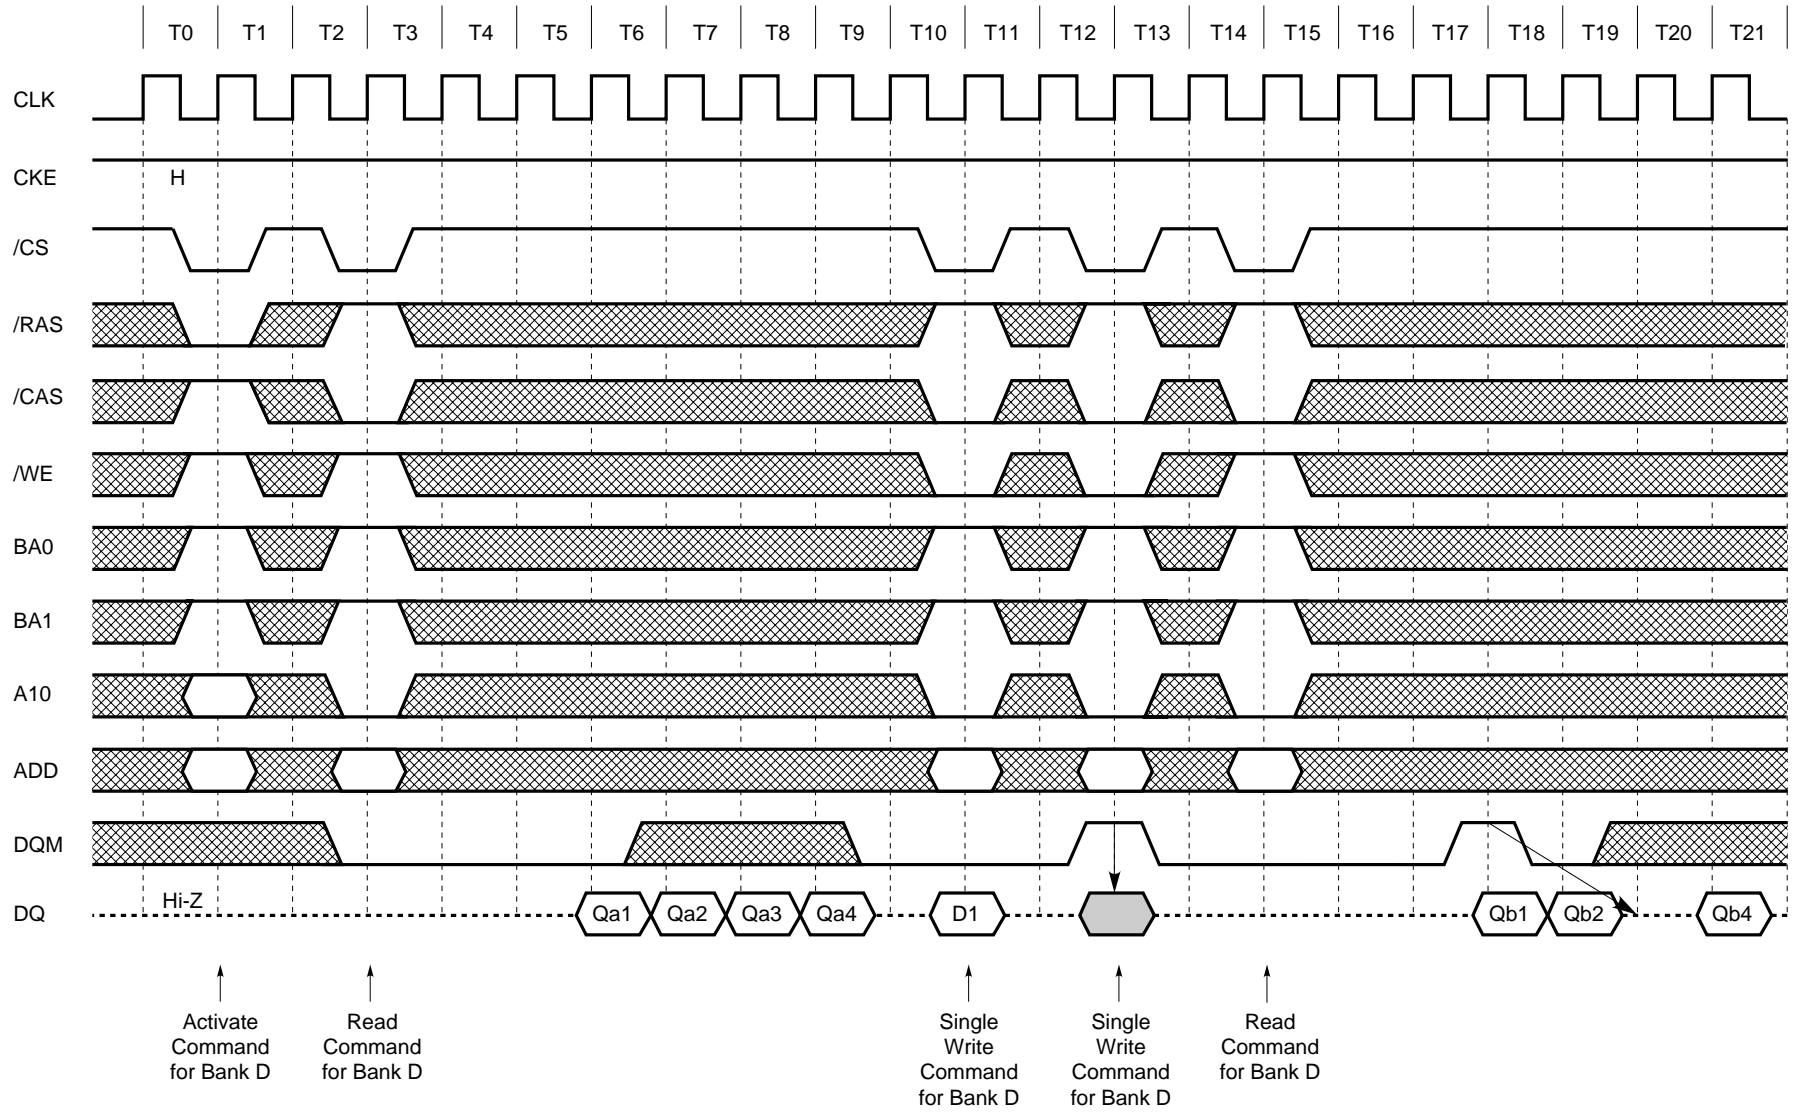 T0 T1 T2 T3 T4 T5 T6 T7 T8 T9 T10 T11 T12 T13 T14 T15 T16 T17 T18 T19 T20 T21
CLK
CKE H
/CS
/RAS
/CAS
/WE
BA0
BA1
A10
ADD
DQM
DQ Hi-Z Qa1 Qa2 Qa3 Qa4 D1 Qb1 Qb2 Qb4
Activate
Command
for Bank D
Read
Command
for Bank D
Single
Write
Command
for Bank D
Single
Write
Command
for Bank D
Read
Command
for Bank D